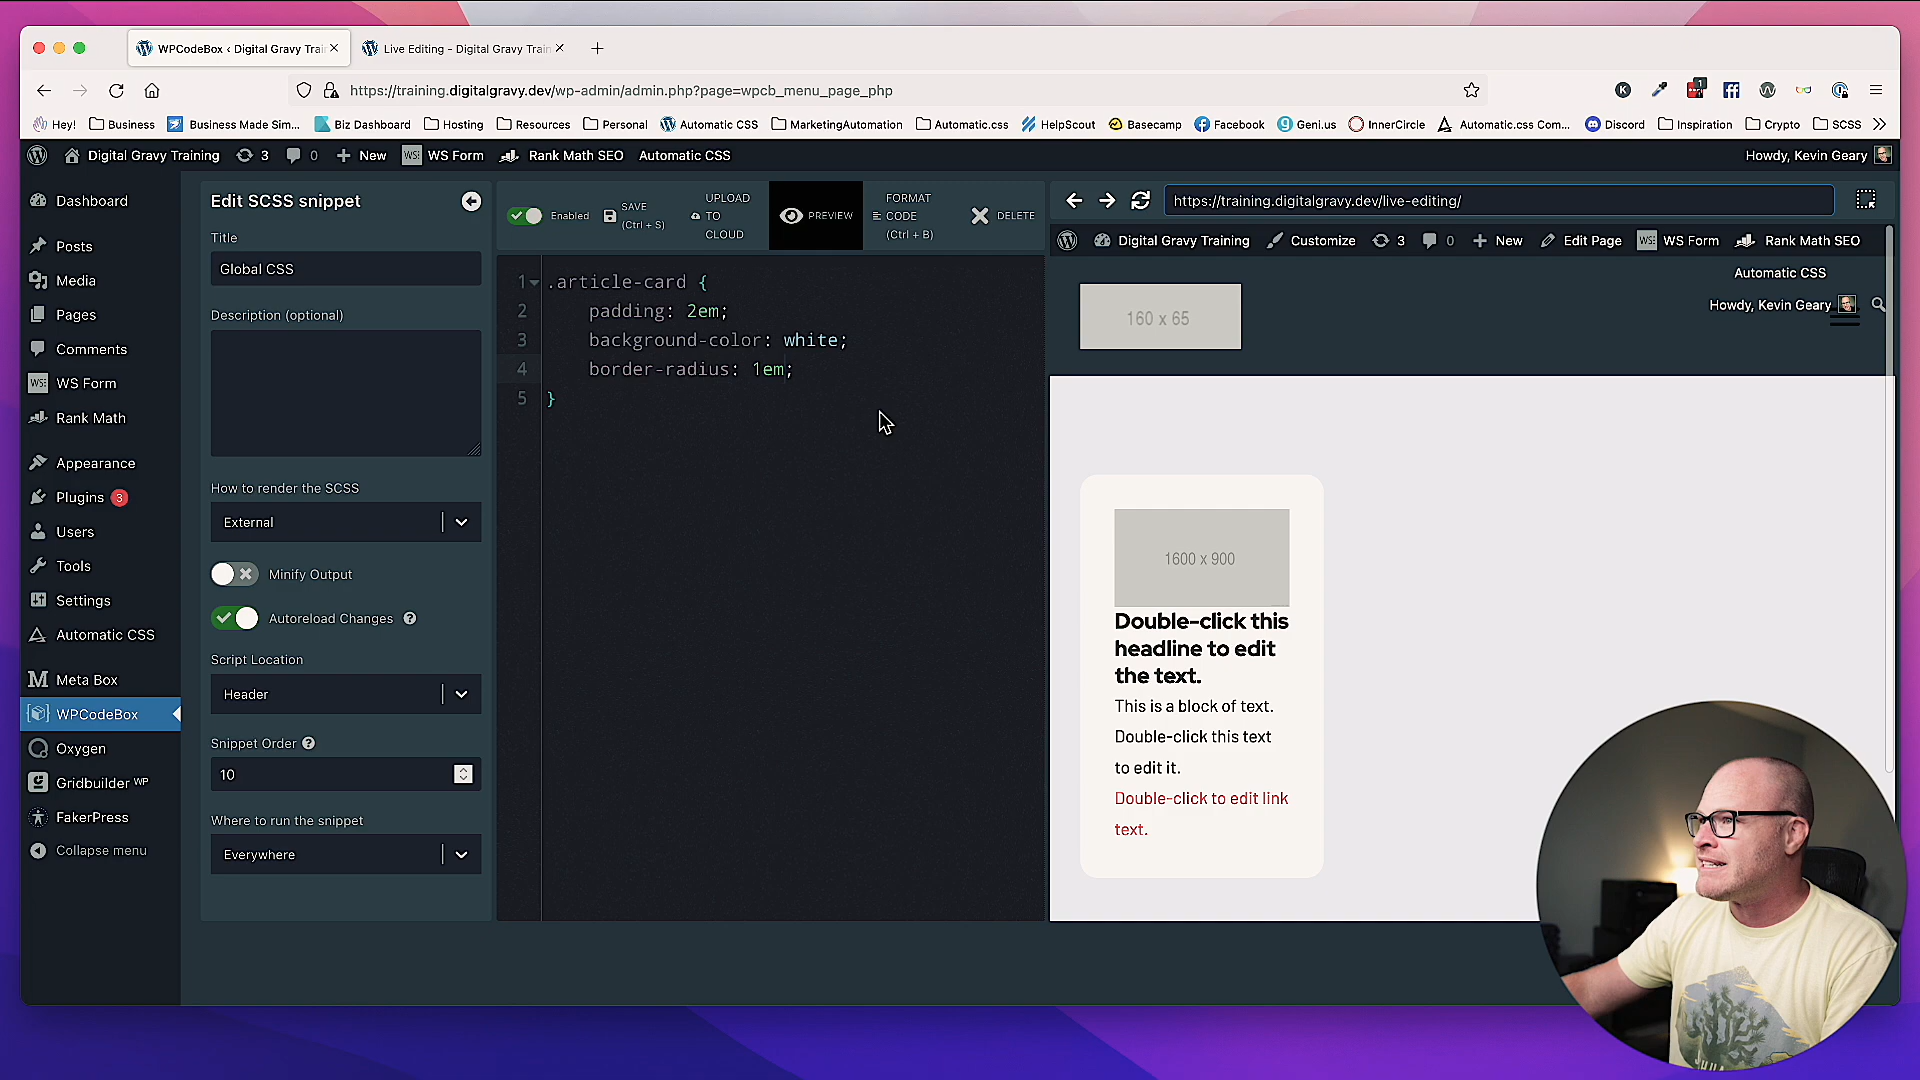 WPCodeBox ‹ Digital Gravy Trai
Live Editing - Digital Gravy Train
https://training.digitalgravy.dev/wp-admin/admin.php?page=wpcb_menu_page_php
Hey!
Business
Business Made Sim...
Biz Dashboard
Hosting
Resources
Personal
Automatic CSS
MarketingAutomation
Automatic.css
HelpScout
Basecamp
Facebook
Geni.us
InnerCircle
Automatic.css Com...
Discord
Inspiration
Crypto
SCSS
Digital Gravy Training
3
0
New
WS Form
Rank Math SEO
Automatic CSS
Howdy, Kevin Geary
Dashboard
Posts
Media
Pages
Comments
WS Form
Rank Math
Appearance
Plugins 3
Users
Tools
Settings
Automatic CSS
Meta Box
WPCodeBox
Oxygen
Gridbuilder WP
FakerPress
Collapse menu
Edit SCSS snippet
Title
Global CSS
Description (optional)
How to render the SCSS
External
Minify Output
Autoreload Changes
Script Location
Header
Snippet Order
10
Where to run the snippet
Everywhere
Enabled
SAVE
(Ctrl + S)
UPLOAD
TO
CLOUD
PREVIEW
FORMAT
CODE
(Ctrl + B)
DELETE
1 .article-card {
2 padding: 2em;
3 background-color: white;
4 border-radius: 1em;
5 }
https://training.digitalgravy.dev/live-editing/
Digital Gravy Training
Customize
3
0
New
Edit Page
WS Form
Rank Math SEO
Automatic CSS
Howdy, Kevin Geary
160 x 65
1600 x 900
Double-click this
headline to edit
the text.
This is a block of text.
Double-click this text
to edit it.
Double-click to edit link
text.